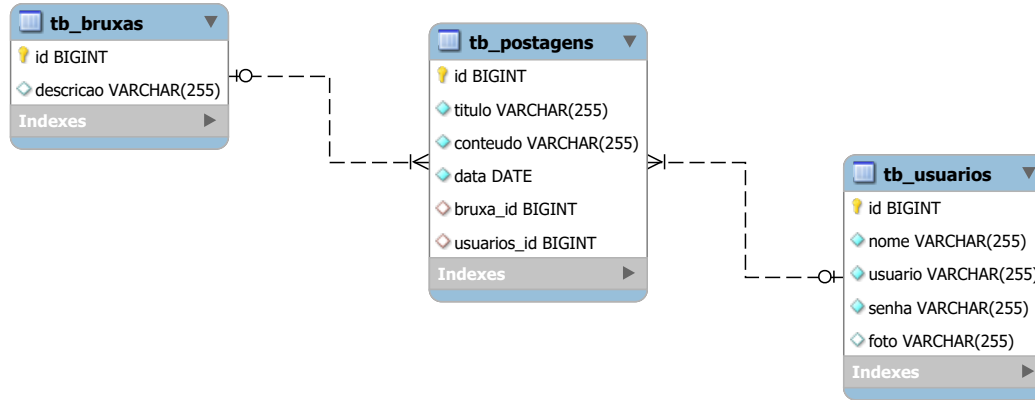 tb_bruxas
id BIGINT
descricao VARCHAR(255)
Indexes
tb_postagens
id BIGINT
titulo VARCHAR(255)
conteudo VARCHAR(255)
data DATE
bruxa_id BIGINT
usuarios_id BIGINT
Indexes
tb_usuarios
id BIGINT
nome VARCHAR(255)
usuario VARCHAR(255)
senha VARCHAR(255)
foto VARCHAR(255)
Indexes